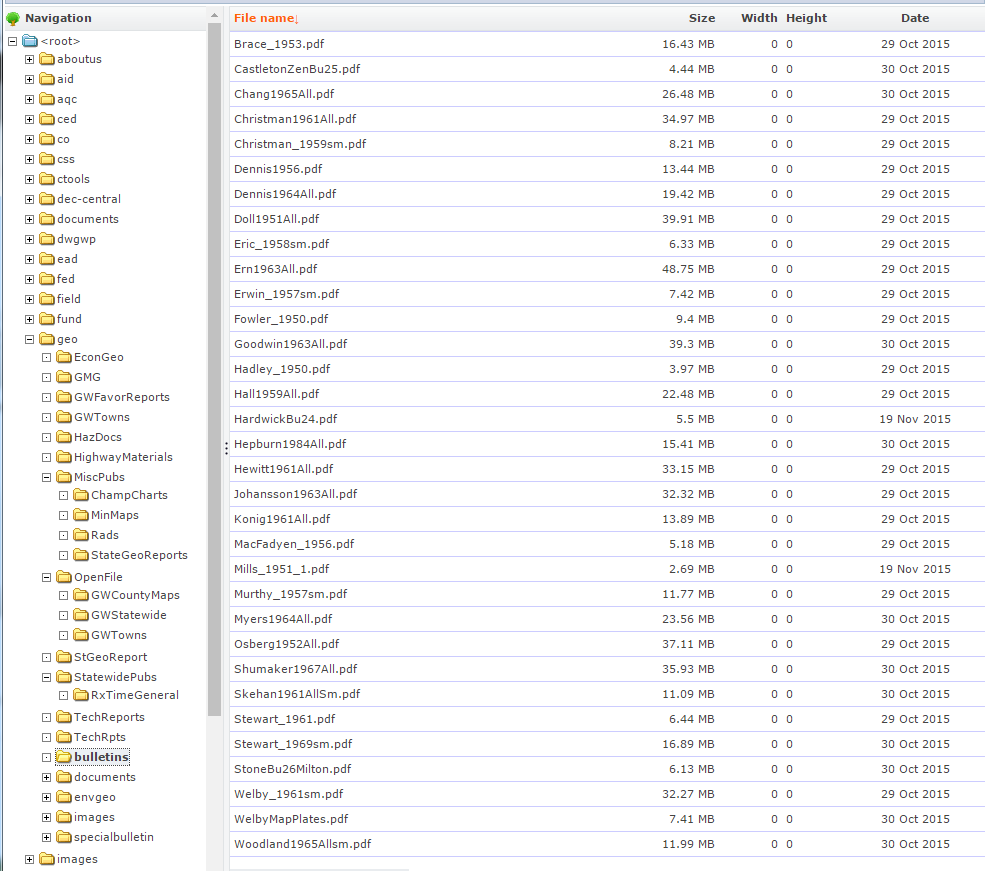 Navigation
<root>
aboutus
aid
aqc
ced
co
css
ctools
dec-central
documents
dwgwp
ead
fed
field
fund
geo
EconGeo
GMG
GWFavorReports
GWTowns
HazDocs
HighwayMaterials
MiscPubs
ChampCharts
MinMaps
Rads
StateGeoReports
OpenFile
GWCountyMaps
GWStatewide
GWTowns
StGeoReport
StatewidePubs
RxTimeGeneral
TechReports
TechRpts
bulletins
documents
envgeo
images
specialbulletin
images
File name↓ Size Width Height Date
Brace_1953.pdf 16.43 MB 0 0 29 Oct 2015
CastletonZenBu25.pdf 4.44 MB 0 0 30 Oct 2015
Chang1965All.pdf 26.48 MB 0 0 30 Oct 2015
Christman1961All.pdf 34.97 MB 0 0 29 Oct 2015
Christman_1959sm.pdf 8.21 MB 0 0 29 Oct 2015
Dennis1956.pdf 13.44 MB 0 0 29 Oct 2015
Dennis1964All.pdf 19.42 MB 0 0 30 Oct 2015
Doll1951All.pdf 39.91 MB 0 0 29 Oct 2015
Eric_1958sm.pdf 6.33 MB 0 0 29 Oct 2015
Ern1963All.pdf 48.75 MB 0 0 29 Oct 2015
Erwin_1957sm.pdf 7.42 MB 0 0 29 Oct 2015
Fowler_1950.pdf 9.4 MB 0 0 29 Oct 2015
Goodwin1963All.pdf 39.3 MB 0 0 30 Oct 2015
Hadley_1950.pdf 3.97 MB 0 0 29 Oct 2015
Hall1959All.pdf 22.48 MB 0 0 29 Oct 2015
HardwickBu24.pdf 5.5 MB 0 0 19 Nov 2015
Hepburn1984All.pdf 15.41 MB 0 0 30 Oct 2015
Hewitt1961All.pdf 33.15 MB 0 0 29 Oct 2015
Johansson1963All.pdf 32.32 MB 0 0 30 Oct 2015
Konig1961All.pdf 13.89 MB 0 0 29 Oct 2015
MacFadyen_1956.pdf 5.18 MB 0 0 29 Oct 2015
Mills_1951_1.pdf 2.69 MB 0 0 19 Nov 2015
Murthy_1957sm.pdf 11.77 MB 0 0 29 Oct 2015
Myers1964All.pdf 23.56 MB 0 0 30 Oct 2015
Osberg1952All.pdf 37.11 MB 0 0 29 Oct 2015
Shumaker1967All.pdf 35.93 MB 0 0 30 Oct 2015
Skehan1961AllSm.pdf 11.09 MB 0 0 30 Oct 2015
Stewart_1961.pdf 6.44 MB 0 0 29 Oct 2015
Stewart_1969sm.pdf 16.89 MB 0 0 30 Oct 2015
StoneBu26Milton.pdf 6.13 MB 0 0 30 Oct 2015
Welby_1961sm.pdf 32.27 MB 0 0 29 Oct 2015
WelbyMapPlates.pdf 7.41 MB 0 0 30 Oct 2015
Woodland1965Allsm.pdf 11.99 MB 0 0 30 Oct 2015